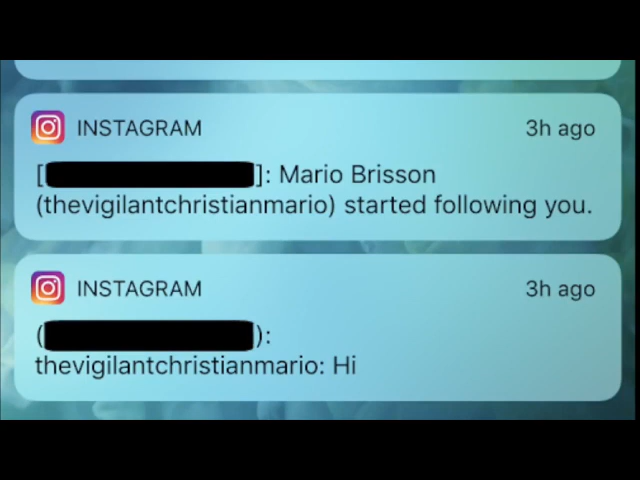 INSTAGRAM 3h ago
[]: Mario Brisson
(thevigilantchristianmario) started following you.
INSTAGRAM 3h ago
():
thevigilantchristianmario: Hi